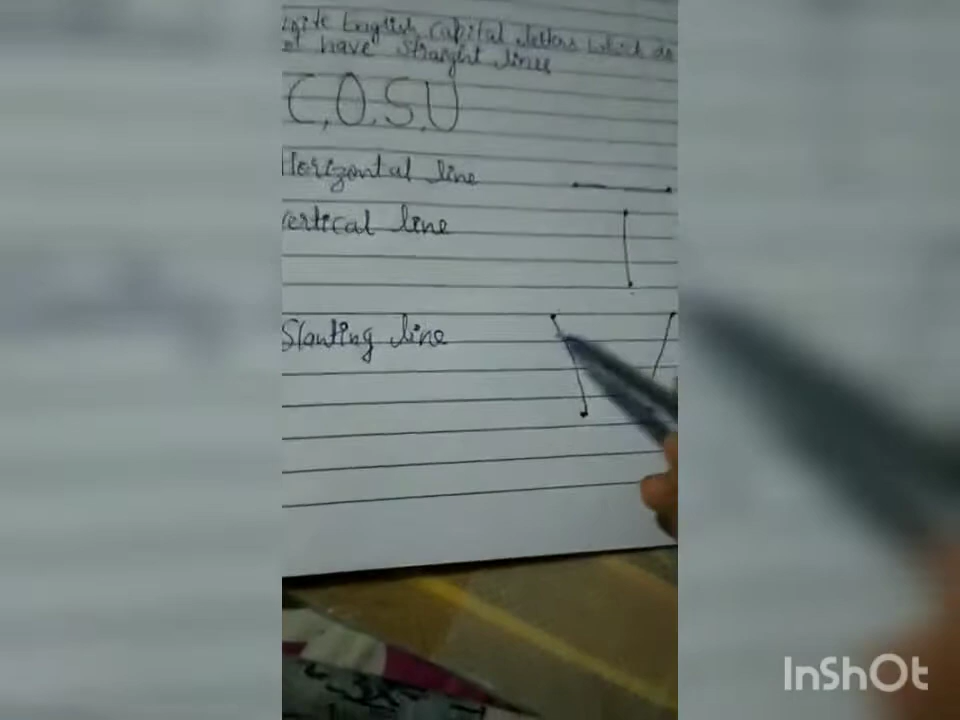 English capital letters which do
have straight lines
C, O, S, U
Horizontal line
ertical line
Slanting line
InShOt